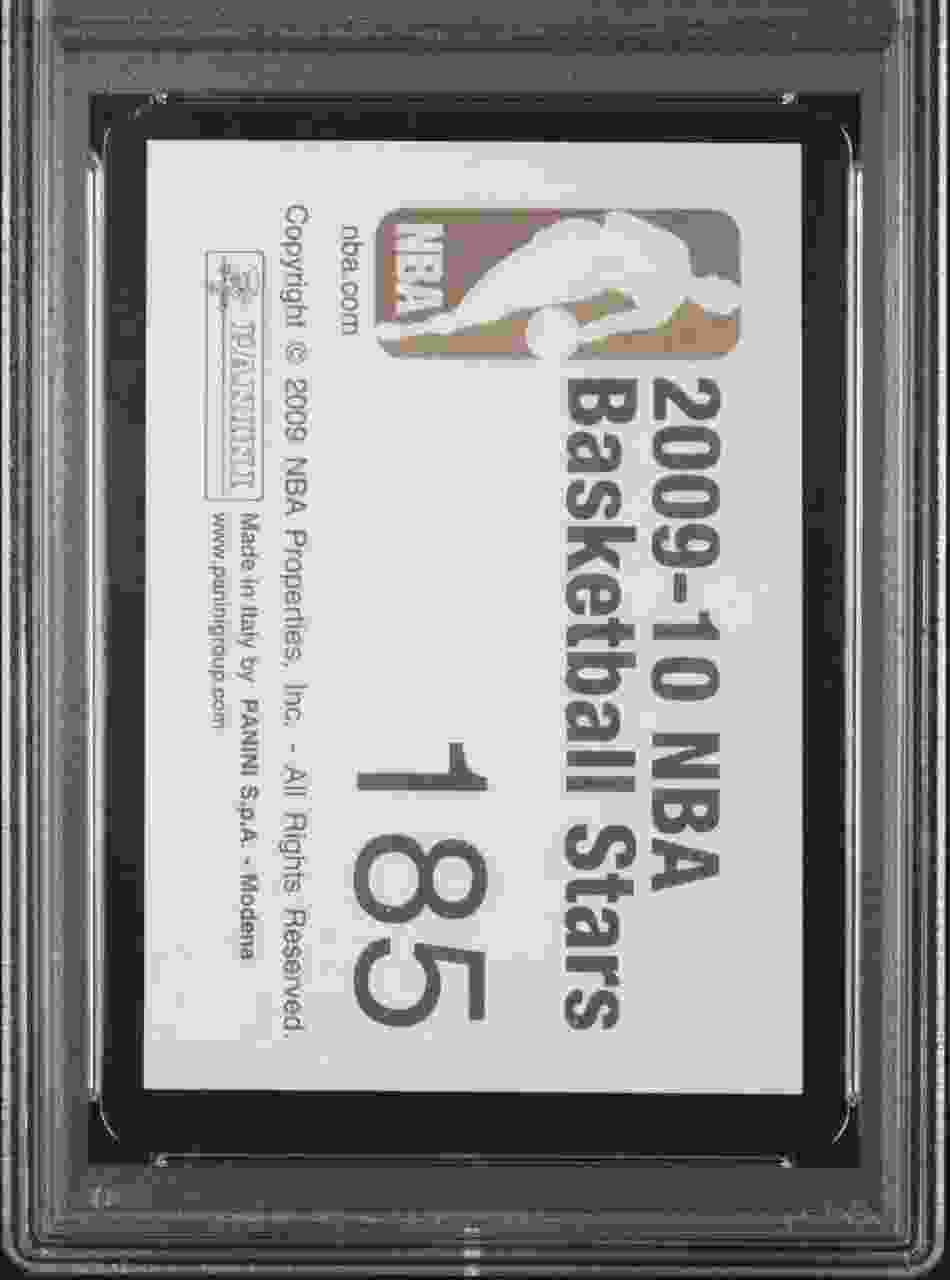 2009-10 NBA
Basketball Stars
NBA
nba.com
185
Copyright © 2009 NBA Properties, Inc. - All Rights Reserved.
PANINI
Made in Italy by PANINI S.p.A. - Modena
www.paninigroup.com